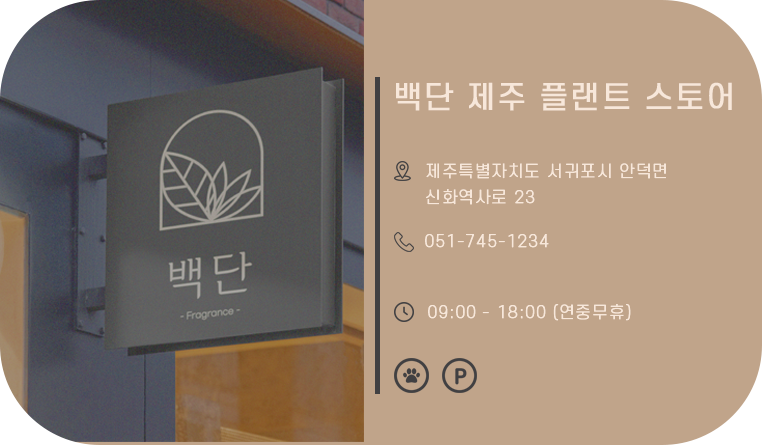 백단
- Fragrance -
백단 제주 플랜트 스토어
제주특별자치도 서귀포시 안덕면
신화역사로 23
051-745-1234
09:00 - 18:00 (연중무휴)
P